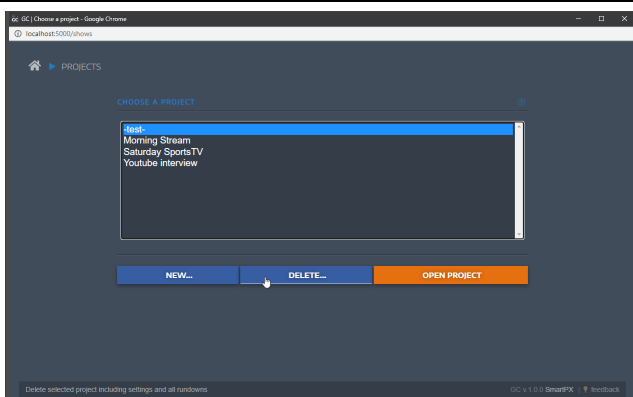 GC | Choose a project - Google Chrome
localhost:5000/shows
PROJECTS
CHOOSE A PROJECT
-test-
Morning Stream
Saturday SportsTV
Youtube interview
NEW... DELETE... OPEN PROJECT
Delete selected project including settings and all rundowns GC v.1.0.0 SmartPX | feedback